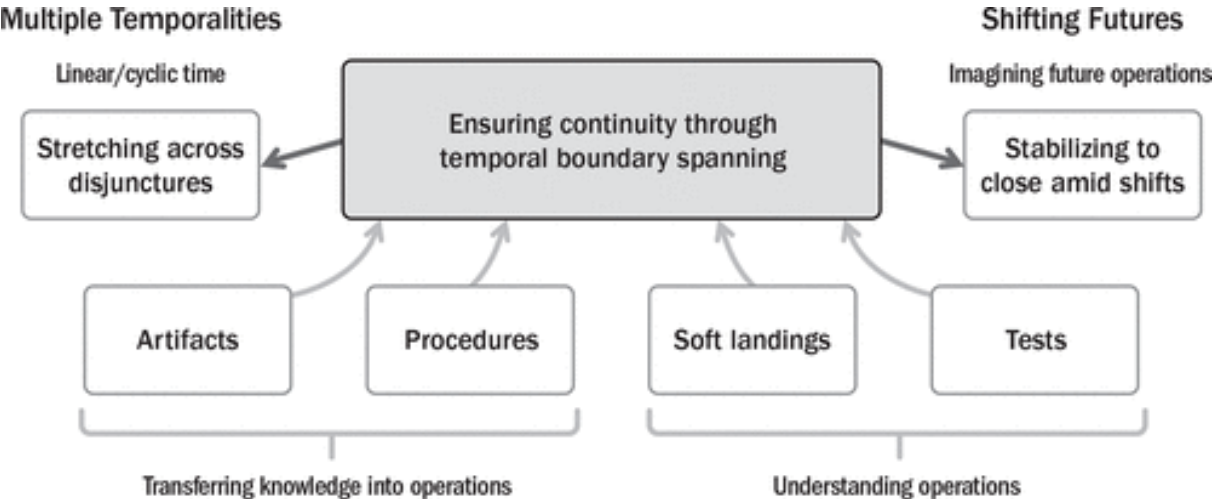 Multiple Temporalities
Shifting Futures
Linear/cyclic time
Imagining future operations
Stretching across
disjunctures
Ensuring continuity through
temporal boundary spanning
Stabilizing to
close amid shifts
Artifacts
Procedures
Soft landings
Tests
Transferring knowledge into operations
Understanding operations